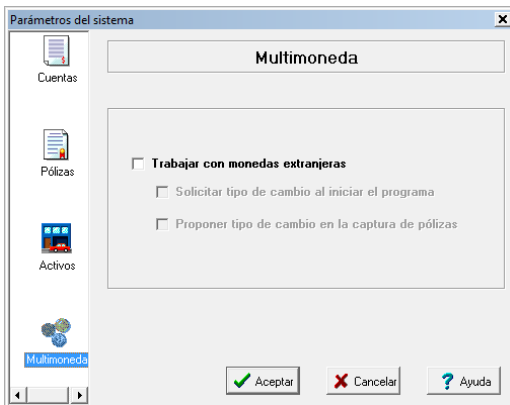 Parámetros del sistema
Cuentas
Pólizas
Activos
Multimoneda
Multimoneda
Trabajar con monedas extranjeras
Solicitar tipo de cambio al iniciar el programa
Proponer tipo de cambio en la captura de pólizas
Aceptar
Cancelar
Ayuda